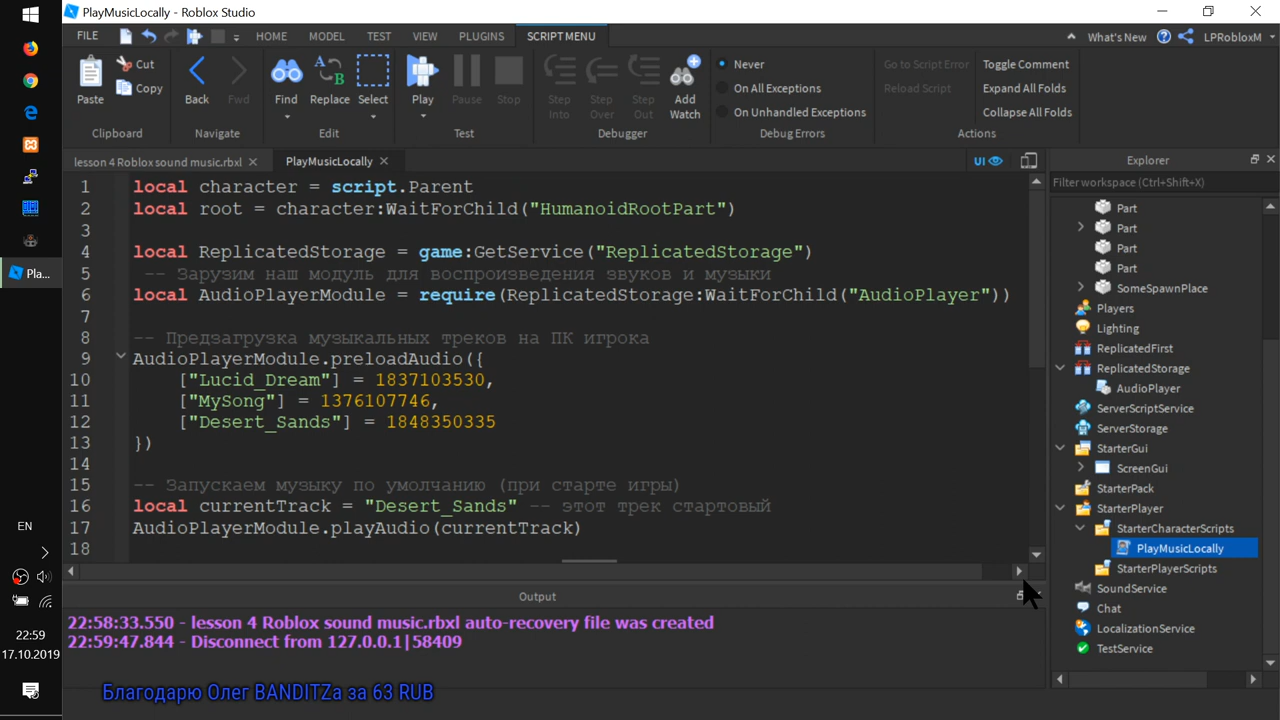 PlayMusicLocally - Roblox Studio
FILE HOME MODEL TEST VIEW PLUGINS SCRIPT MENU What's New LPRobloxM
Paste Cut Copy Back Fwd Find Replace Select Play Pause Stop Step Into Step Over Step Out Add Watch
Never Go to Script Error Toggle Comment
On All Exceptions Reload Script Expand All Folds
On Unhandled Exceptions Collapse All Folds
Clipboard Navigate Edit Test Debugger Debug Errors Actions
lesson 4 Roblox sound music.rbxl PlayMusicLocally UI Explorer
1 local character = script.Parent
2 local root = character:WaitForChild("HumanoidRootPart")
3
4 local ReplicatedStorage = game:GetService("ReplicatedStorage")
5 -- Зарузим наш модуль для воспроизведения звуков и музыки
6 local AudioPlayerModule = require(ReplicatedStorage:WaitForChild("AudioPlayer"))
7
8 -- Предзагрузка музыкальных треков на ПК игрока
9 AudioPlayerModule.preloadAudio({
10 ["Lucid_Dream"] = 1837103530,
11 ["MySong"] = 1376107746,
12 ["Desert_Sands"] = 1848350335
13 })
14
15 -- Запускаем музыку по умолчанию (при старте игры)
16 local currentTrack = "Desert_Sands" -- этот трек стартовый
17 AudioPlayerModule.playAudio(currentTrack)
18
Filter workspace (Ctrl+Shift+X)
Part
Part
Part
Part
SomeSpawnPlace
Players
Lighting
ReplicatedFirst
ReplicatedStorage
AudioPlayer
ServerScriptService
ServerStorage
StarterGui
ScreenGui
StarterPack
StarterPlayer
StarterCharacterScripts
PlayMusicLocally
StarterPlayerScripts
SoundService
Chat
LocalizationService
TestService
Output
22:58:33.550 - lesson 4 Roblox sound music.rbxl auto-recovery file was created
22:59:47.844 - Disconnect from 127.0.0.1|58409
Благодарю Олег BANDITZa за 63 RUB
Pla...
EN
22:59
17.10.2019